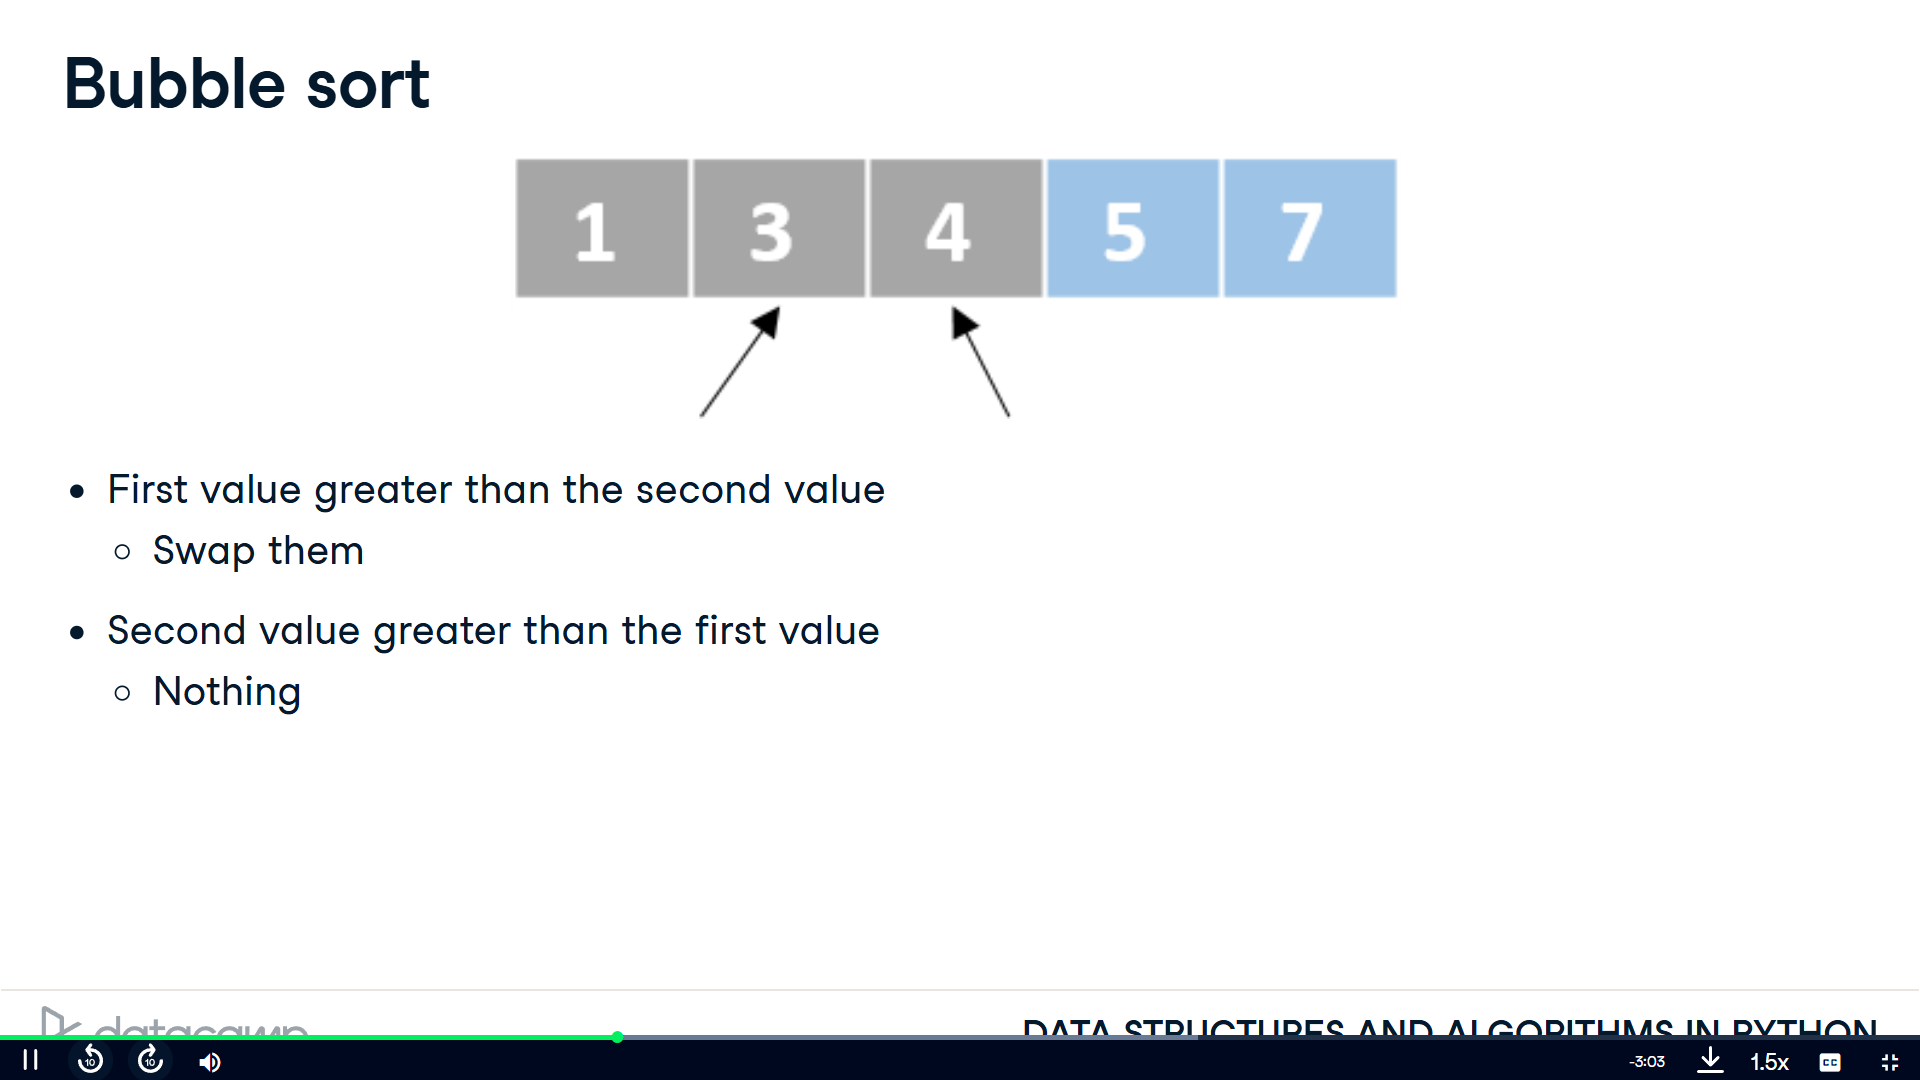 Bubble sort
1 3 4 5 7
First value greater than the second value
Swap them
Second value greater than the first value
Nothing
datacamp
DATA STRUCTURES AND ALGORITHMS IN PYTHON
10 10 -3:03 1.5x CC